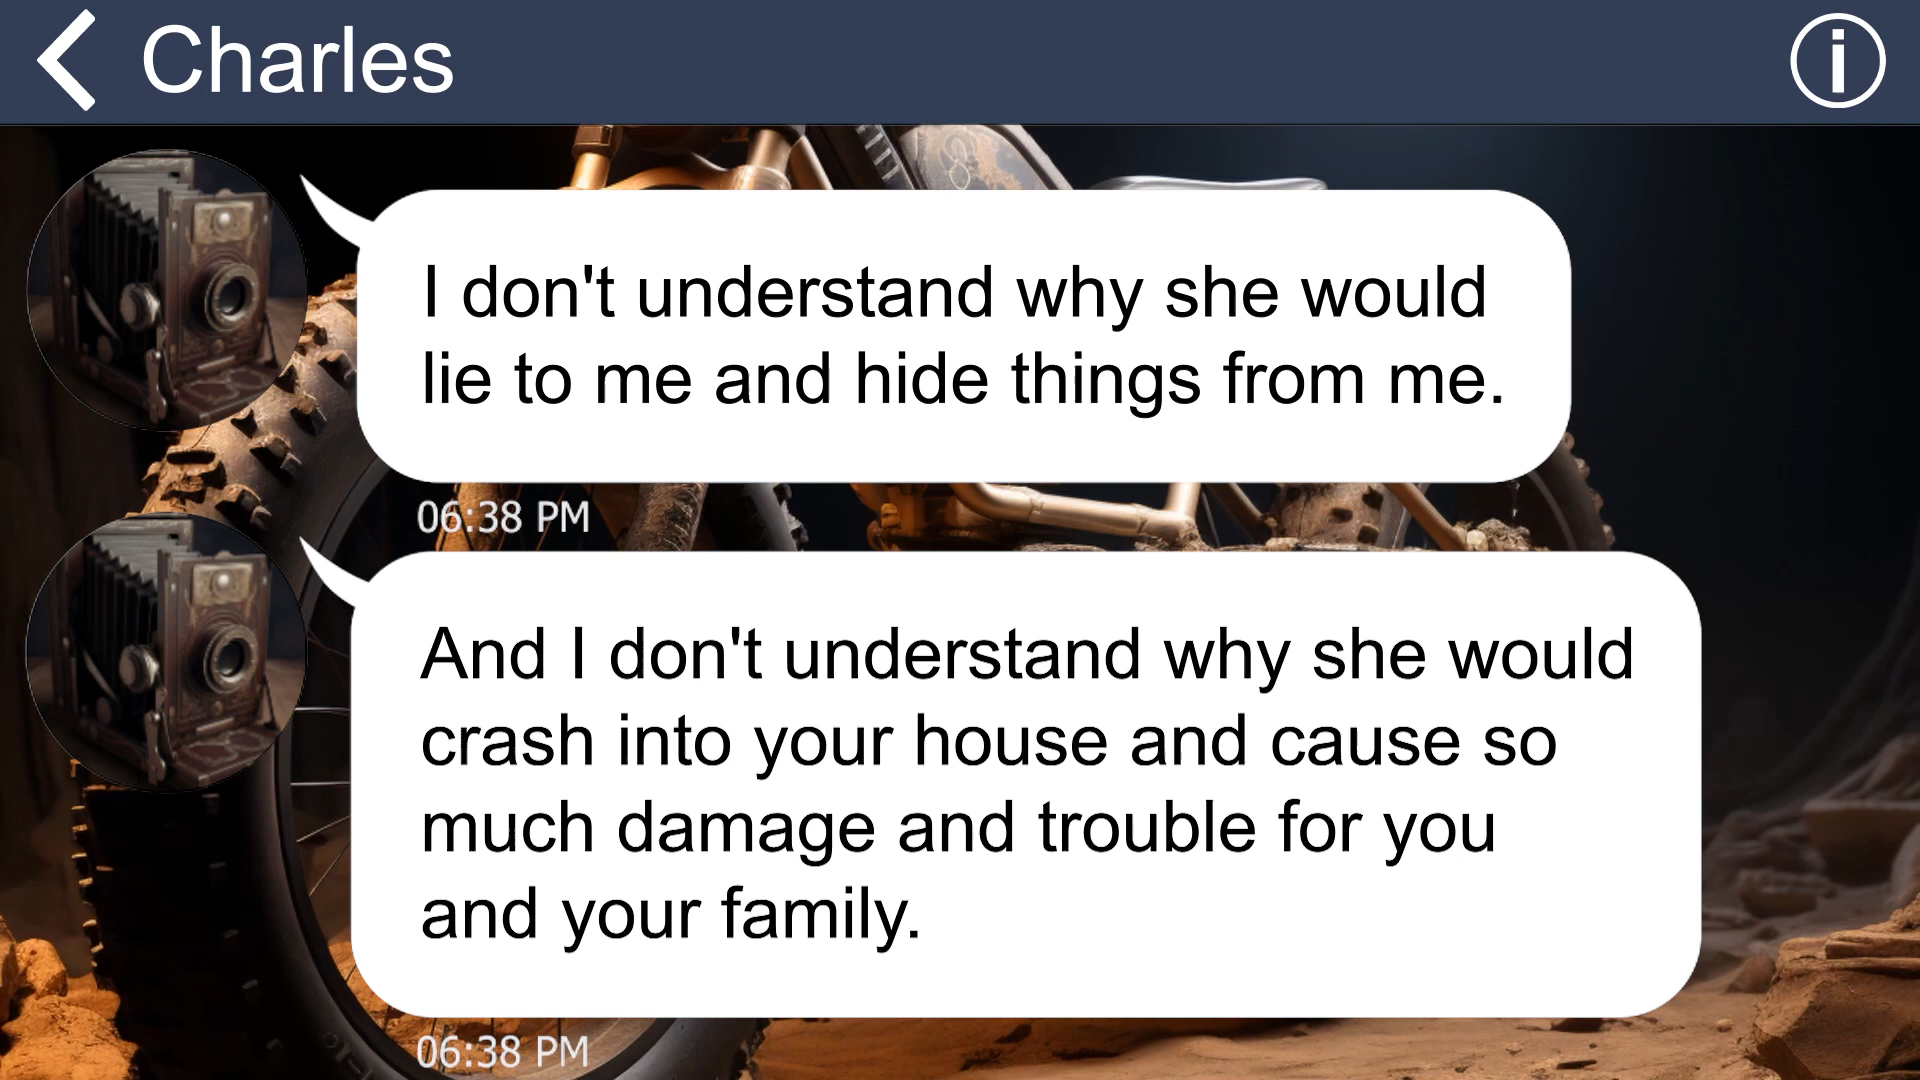 Charles
I don't understand why she would
lie to me and hide things from me.
06:38 PM
And I don't understand why she would
crash into your house and cause so
much damage and trouble for you
and your family.
06:38 PM